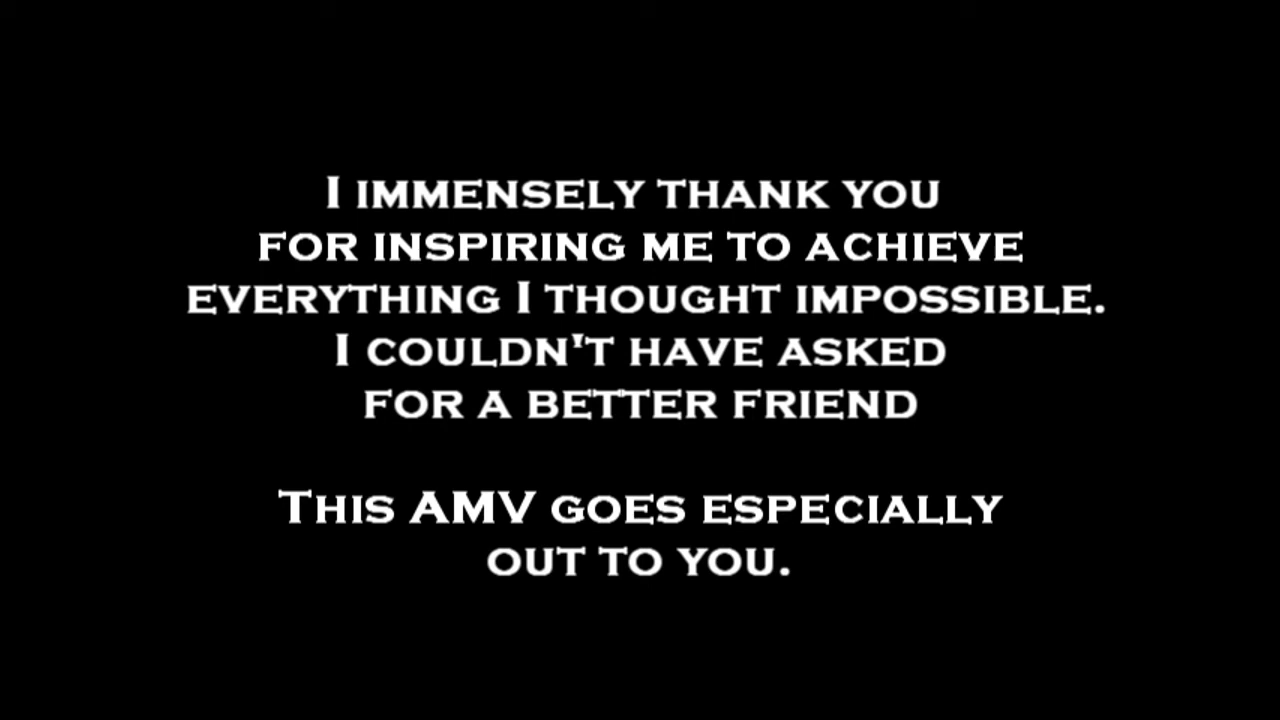 I immensely thank you
for inspiring me to achieve
everything I thought impossible.
I couldn't have asked
for a better friend
This AMV goes especially
out to you.